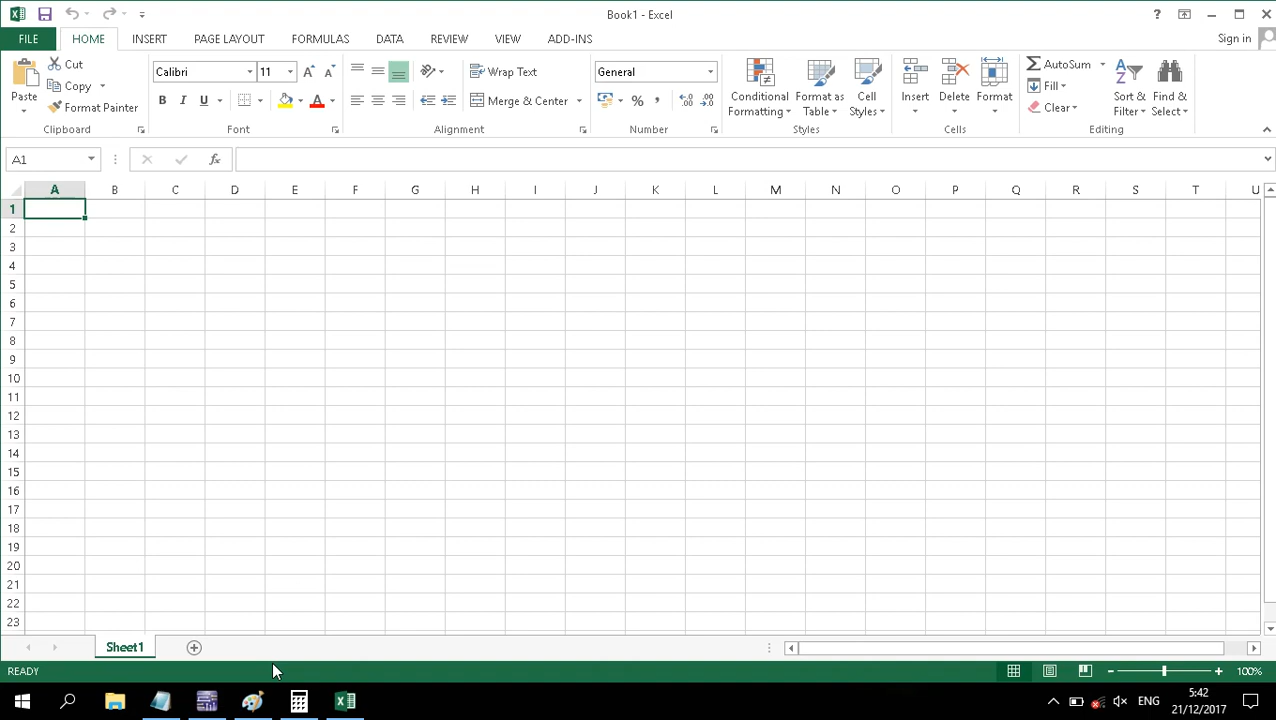 Book1 - Excel
?
FILE HOME INSERT PAGE LAYOUT FORMULAS DATA REVIEW VIEW ADD-INS Sign in
Paste
Cut
Copy
Format Painter
Clipboard
Calibri 11
B I U
Font
Wrap Text
Merge & Center
Alignment
General
% ,
Number
Conditional Formatting
Format as Table
Cell Styles
Styles
Insert
Delete
Format
Cells
AutoSum
Fill
Clear
Sort & Filter
Find & Select
Editing
A1 fx
A B C D E F G H I J K L M N O P Q R S T U
1
2
3
4
5
6
7
8
9
10
11
12
13
14
15
16
17
18
19
20
21
22
23
Sheet1
READY 100%
ENG
5:42
21/12/2017